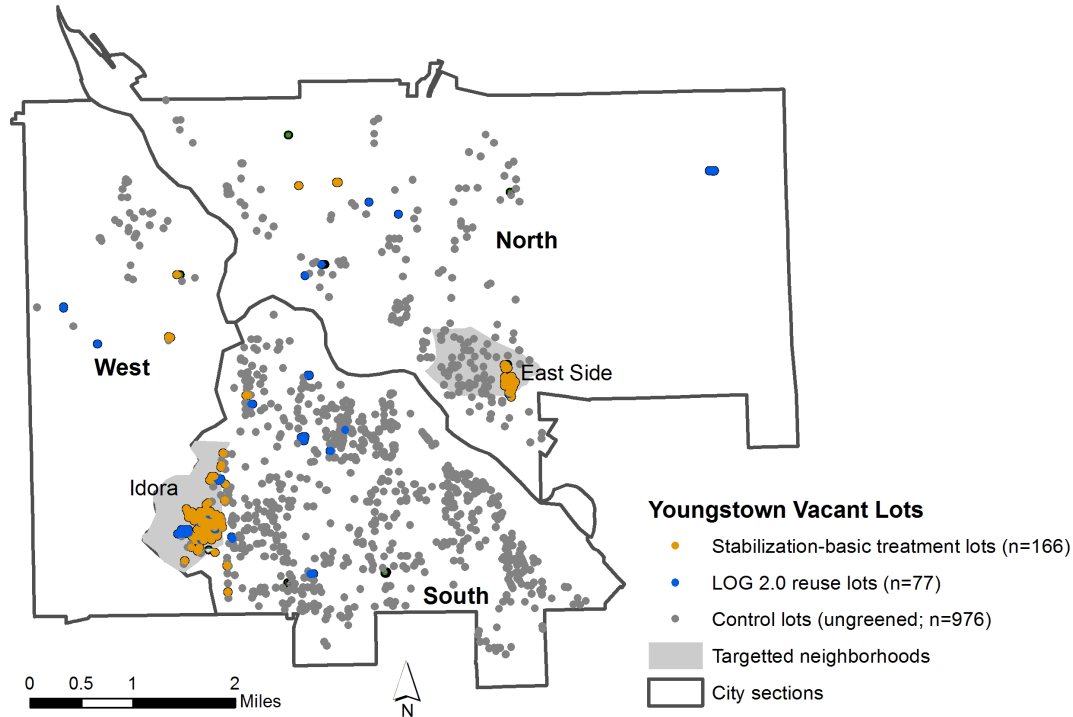 North
West
East Side
Idora
South
Youngstown Vacant Lots
Stabilization-basic treatment lots (n=166)
LOG 2.0 reuse lots (n=77)
Control lots (ungreened; n=976)
Targetted neighborhoods
City sections
0 0.5 1 2
Miles
N